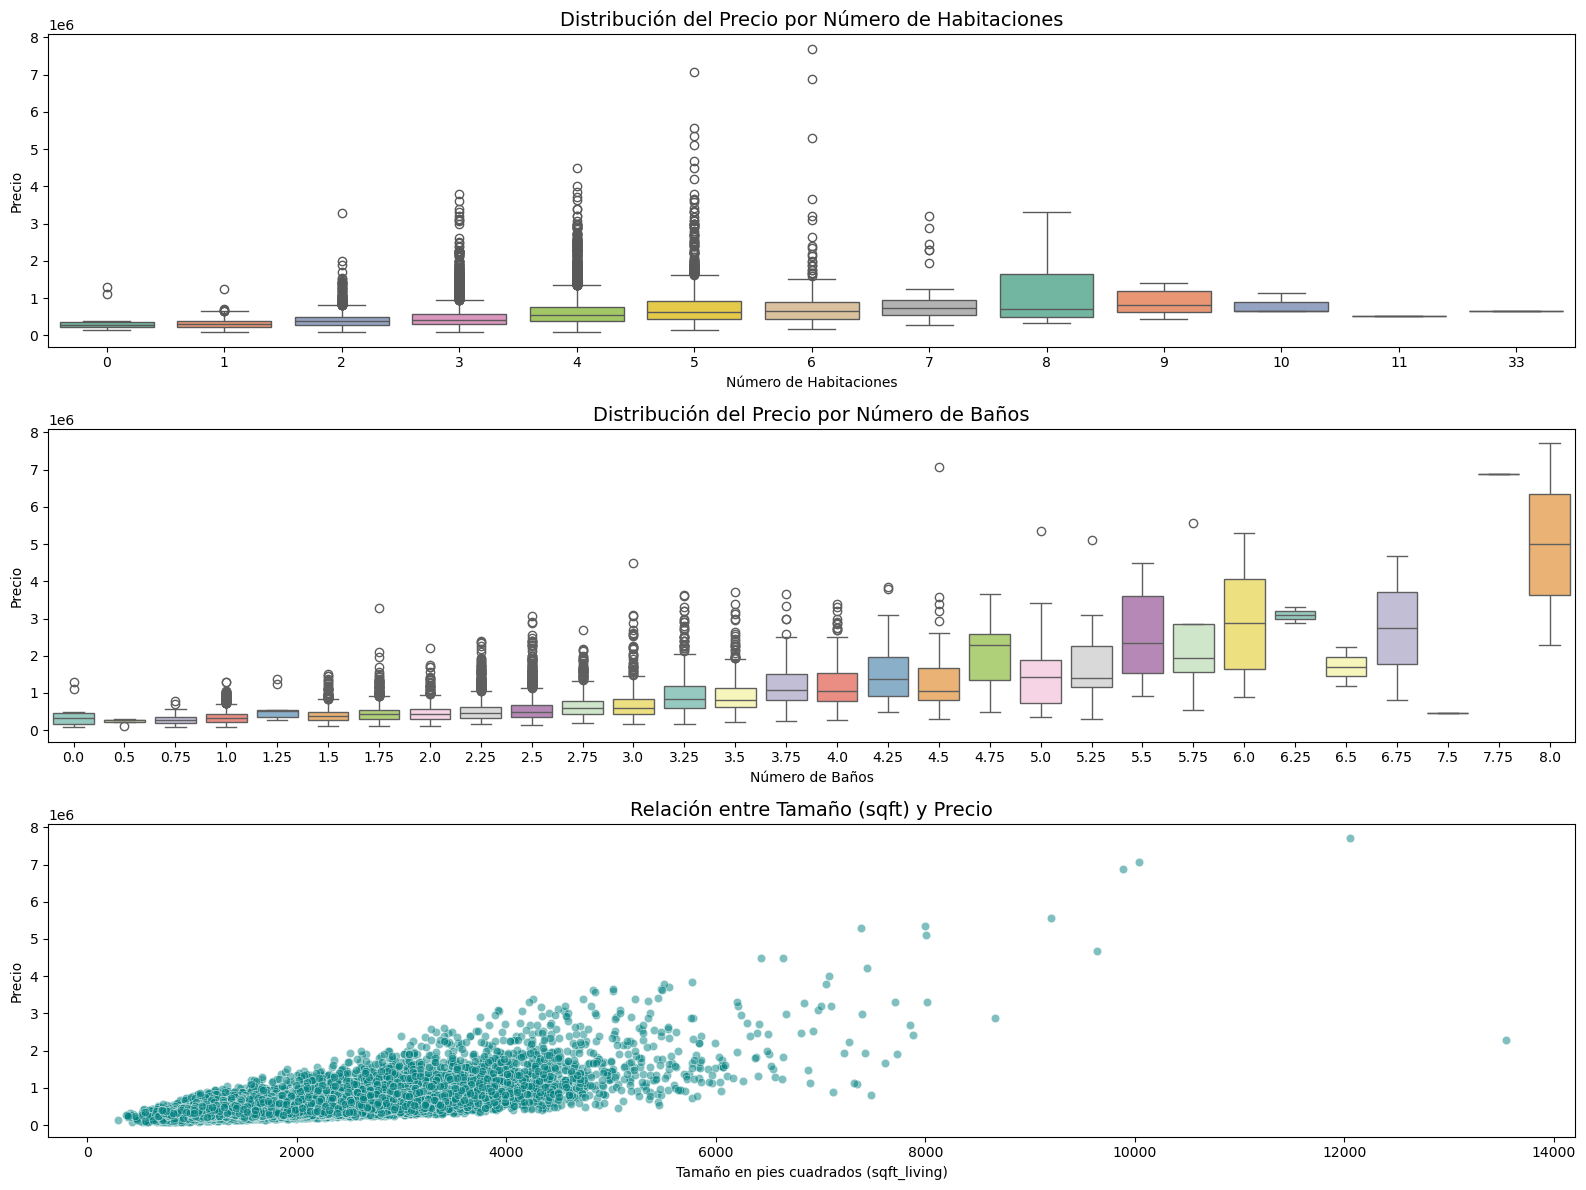 Distribución del Precio por Número de Habitaciones
1e6
8
7
6
5
4
3
2
1
0
Precio
0 1 2 3 4 5 6 7 8 9 10 11 33
Número de Habitaciones
Distribución del Precio por Número de Baños
1e6
8
7
6
5
4
3
2
1
0
Precio
0.0 0.5 0.75 1.0 1.25 1.5 1.75 2.0 2.25 2.5 2.75 3.0 3.25 3.5 3.75 4.0 4.25 4.5 4.75 5.0 5.25 5.5 5.75 6.0 6.25 6.5 6.75 7.5 7.75 8.0
Número de Baños
Relación entre Tamaño (sqft) y Precio
1e6
8
7
6
5
4
3
2
1
0
Precio
0 2000 4000 6000 8000 10000 12000 14000
Tamaño en pies cuadrados (sqft_living)